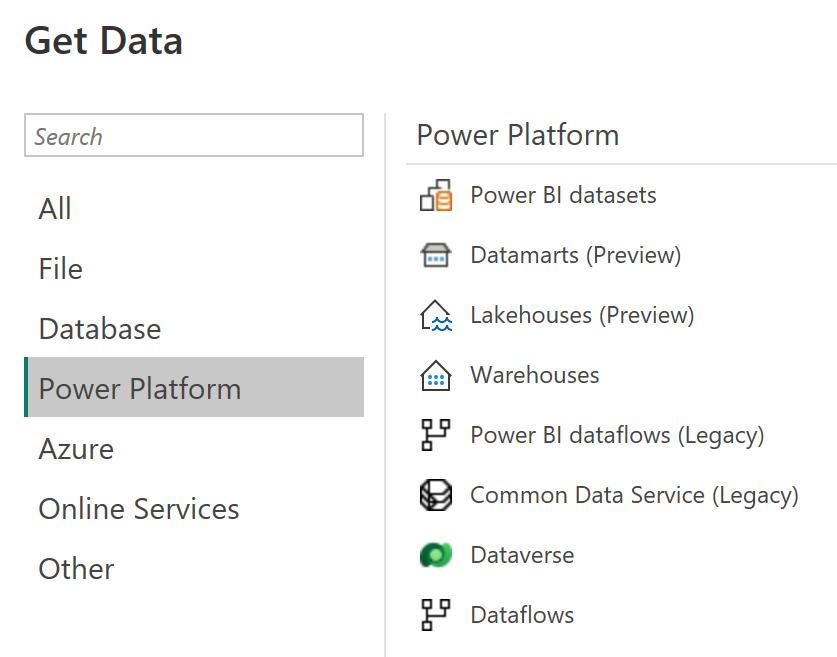 Get Data
Search
All
File
Database
Power Platform
Azure
Online Services
Other
Power Platform
Power BI datasets
Datamarts (Preview)
Lakehouses (Preview)
Warehouses
Power BI dataflows (Legacy)
Common Data Service (Legacy)
Dataverse
Dataflows